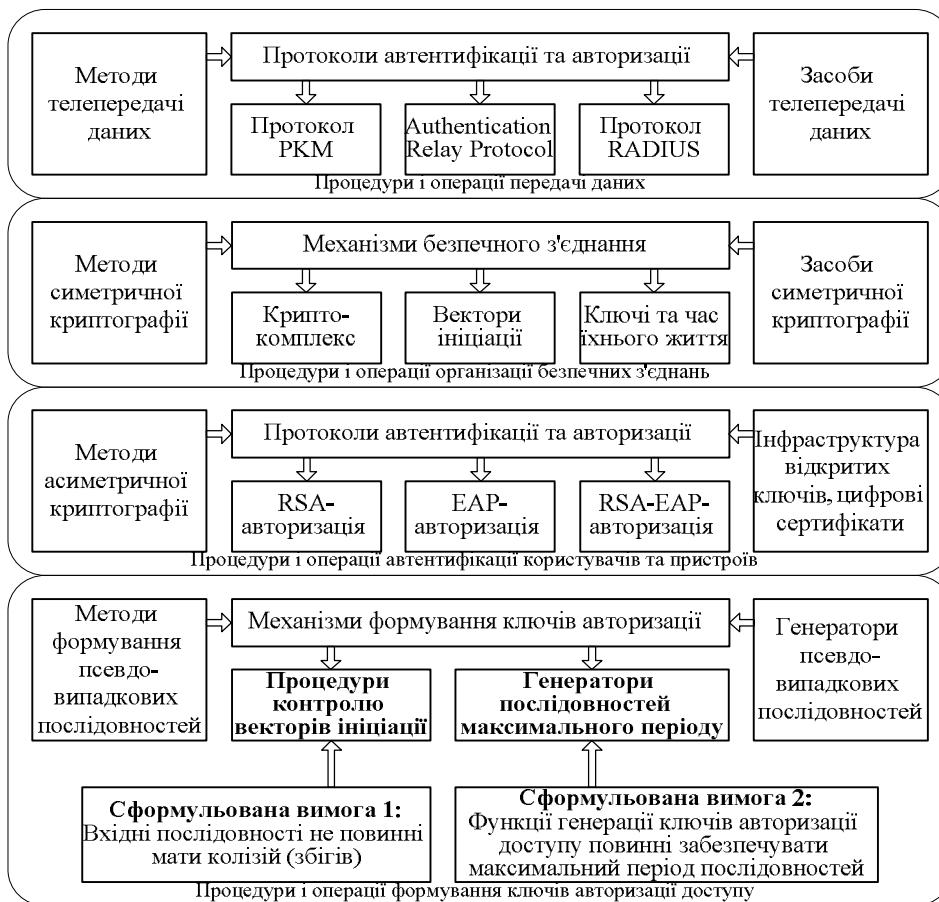 Методи
телепередачі
даних
Протоколи автентифікації та авторизації
Засоби
телепередачі
даних
Протокол
PKM
Authentication
Relay Protocol
Протокол
RADIUS
Процедури і операції передачі даних
Методи
симетричної
криптографії
Механізми безпечного з'єднання
Засоби
симетричної
криптографії
Крипто-
комплекс
Вектори
ініціації
Ключі та час
їхнього життя
Процедури і операції організації безпечних з'єднань
Методи
асиметричної
криптографії
Протоколи автентифікації та авторизації
Інфраструктура
відкритих
ключів, цифрові
сертифікати
RSA-
авторизація
EAP-
авторизація
RSA-EAP-
авторизація
Процедури і операції автентифікації користувачів та пристроїв
Методи
формування
псевдо-
випадкових
послідовностей
Механізми формування ключів авторизації
Генератори
псевдо-
випадкових
послідовностей
Процедури
контролю
векторів ініціації
Генератори
послідовностей
максимального періоду
Сформульована вимога 1:
Вхідні послідовності не повинні
мати колізій (збігів)
Сформульована вимога 2:
Функції генерації ключів авторизації
доступу повинні забезпечувати
максимальний період послідовностей
Процедури і операції формування ключів авторизації доступу